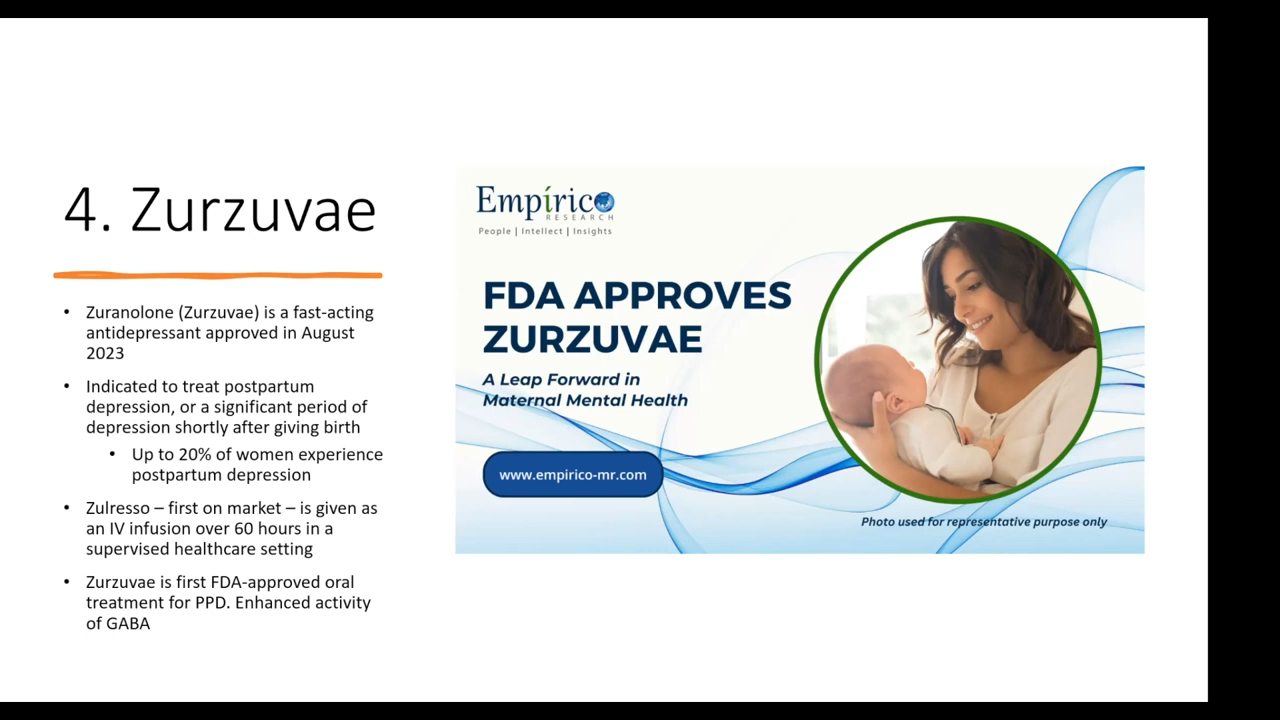 4. Zurzuvae
• Zuranolone (Zurzuvae) is a fast-acting
antidepressant approved in August
2023
• Indicated to treat postpartum
depression, or a significant period of
depression shortly after giving birth
• Up to 20% of women experience
postpartum depression
• Zulresso – first on market – is given as
an IV infusion over 60 hours in a
supervised healthcare setting
• Zurzuvae is first FDA-approved oral
treatment for PPD. Enhanced activity
of GABA
Empírico
RESEARCH
People | Intellect | Insights
FDA APPROVES
ZURZUVAE
A Leap Forward in
Maternal Mental Health
www.empirico-mr.com
Photo used for representative purpose only